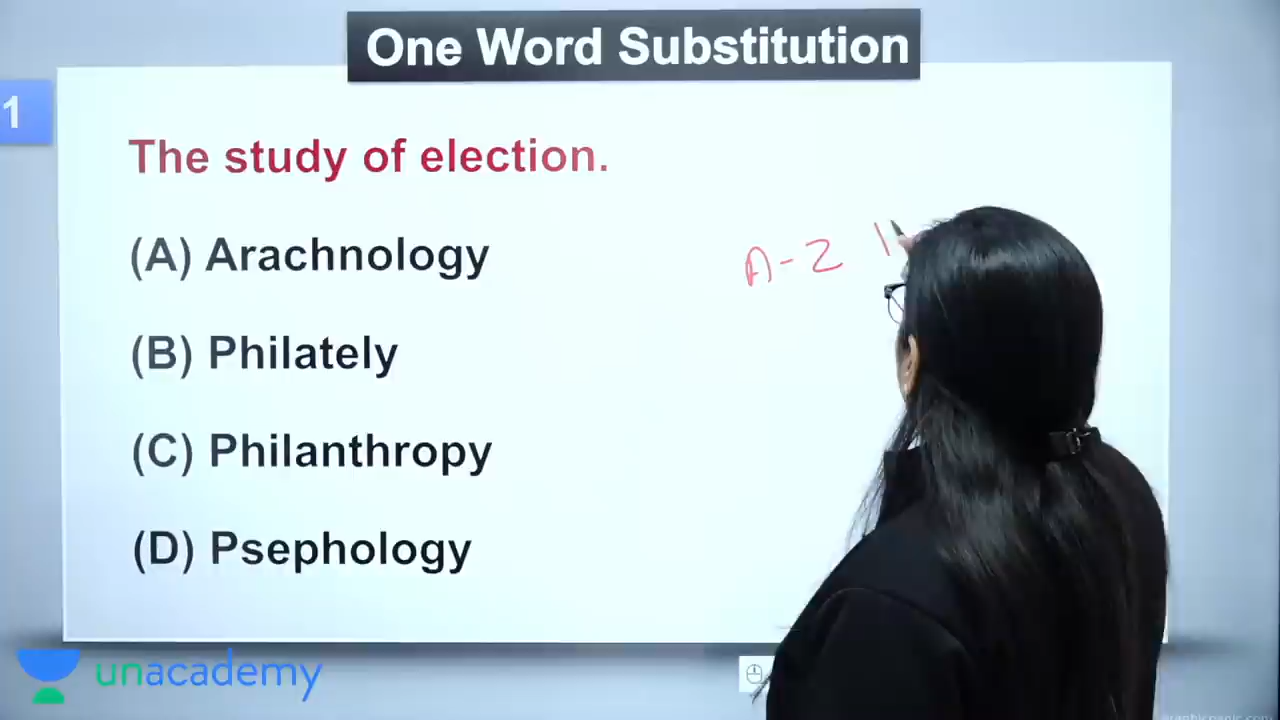 One Word Substitution
1
The study of election.
(A) Arachnology
A-Z
(B) Philately
(C) Philanthropy
(D) Psephology
unacademy